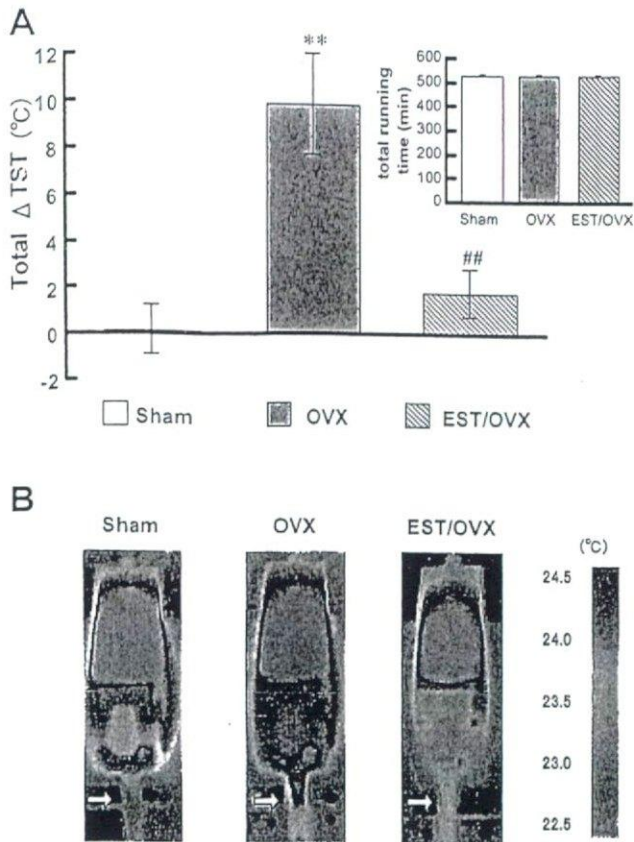 A
Total Δ TST (°C)
12
10
8
6
4
2
0
-2
**
##
total running
time (min)
600
500
400
300
200
100
0
Sham OVX EST/OVX
Sham OVX EST/OVX
B
Sham OVX EST/OVX
(°C)
24.5
24.0
23.5
23.0
22.5